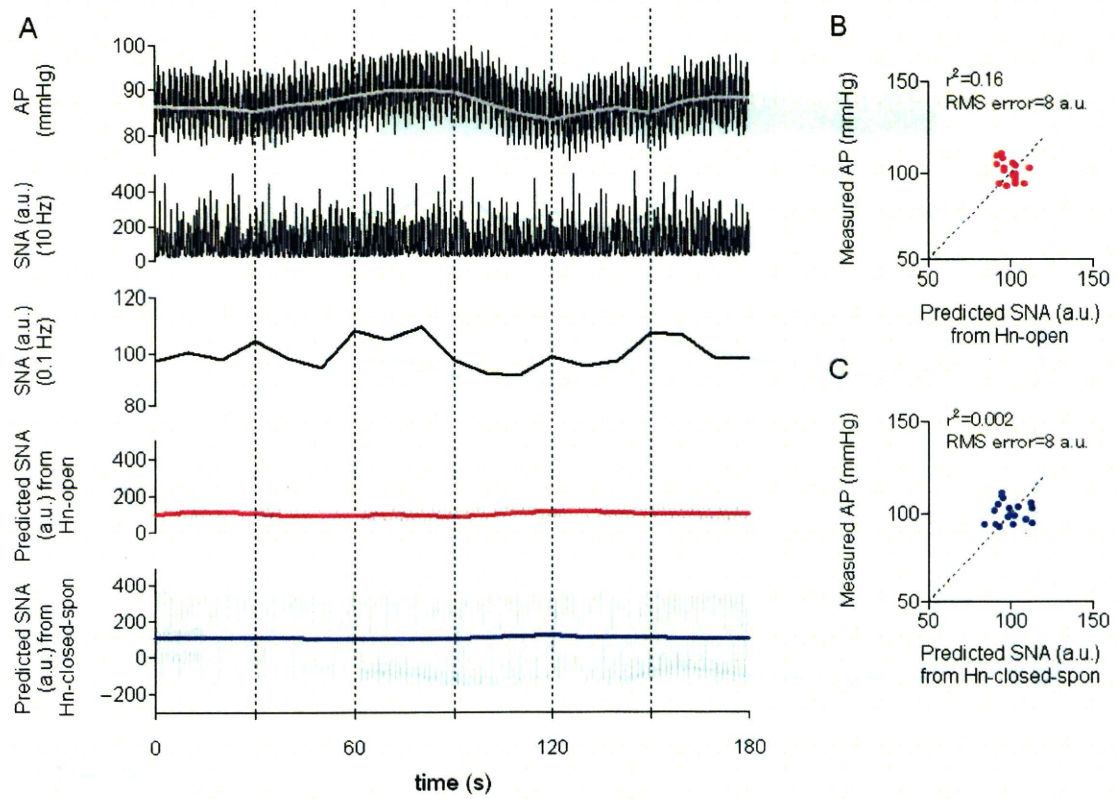 A
AP
(mmHg)
100
90
80
SNA (a.u.)
(10 Hz)
400
200
0
SNA (a.u.)
(0.1 Hz)
120
100
80
Predicted SNA
(a.u.) from
Hn-open
400
200
0
Predicted SNA
(a.u.) from
Hn-closed-spon
400
200
0
−200
0
60
120
180
time (s)
B
Measured AP (mmHg)
150
100
50
r²=0.16
RMS error=8 a.u.
50
100
150
Predicted SNA (a.u.)
from Hn-open
C
Measured AP (mmHg)
150
100
50
r²=0.002
RMS error=8 a.u.
50
100
150
Predicted SNA (a.u.)
from Hn-closed-spon